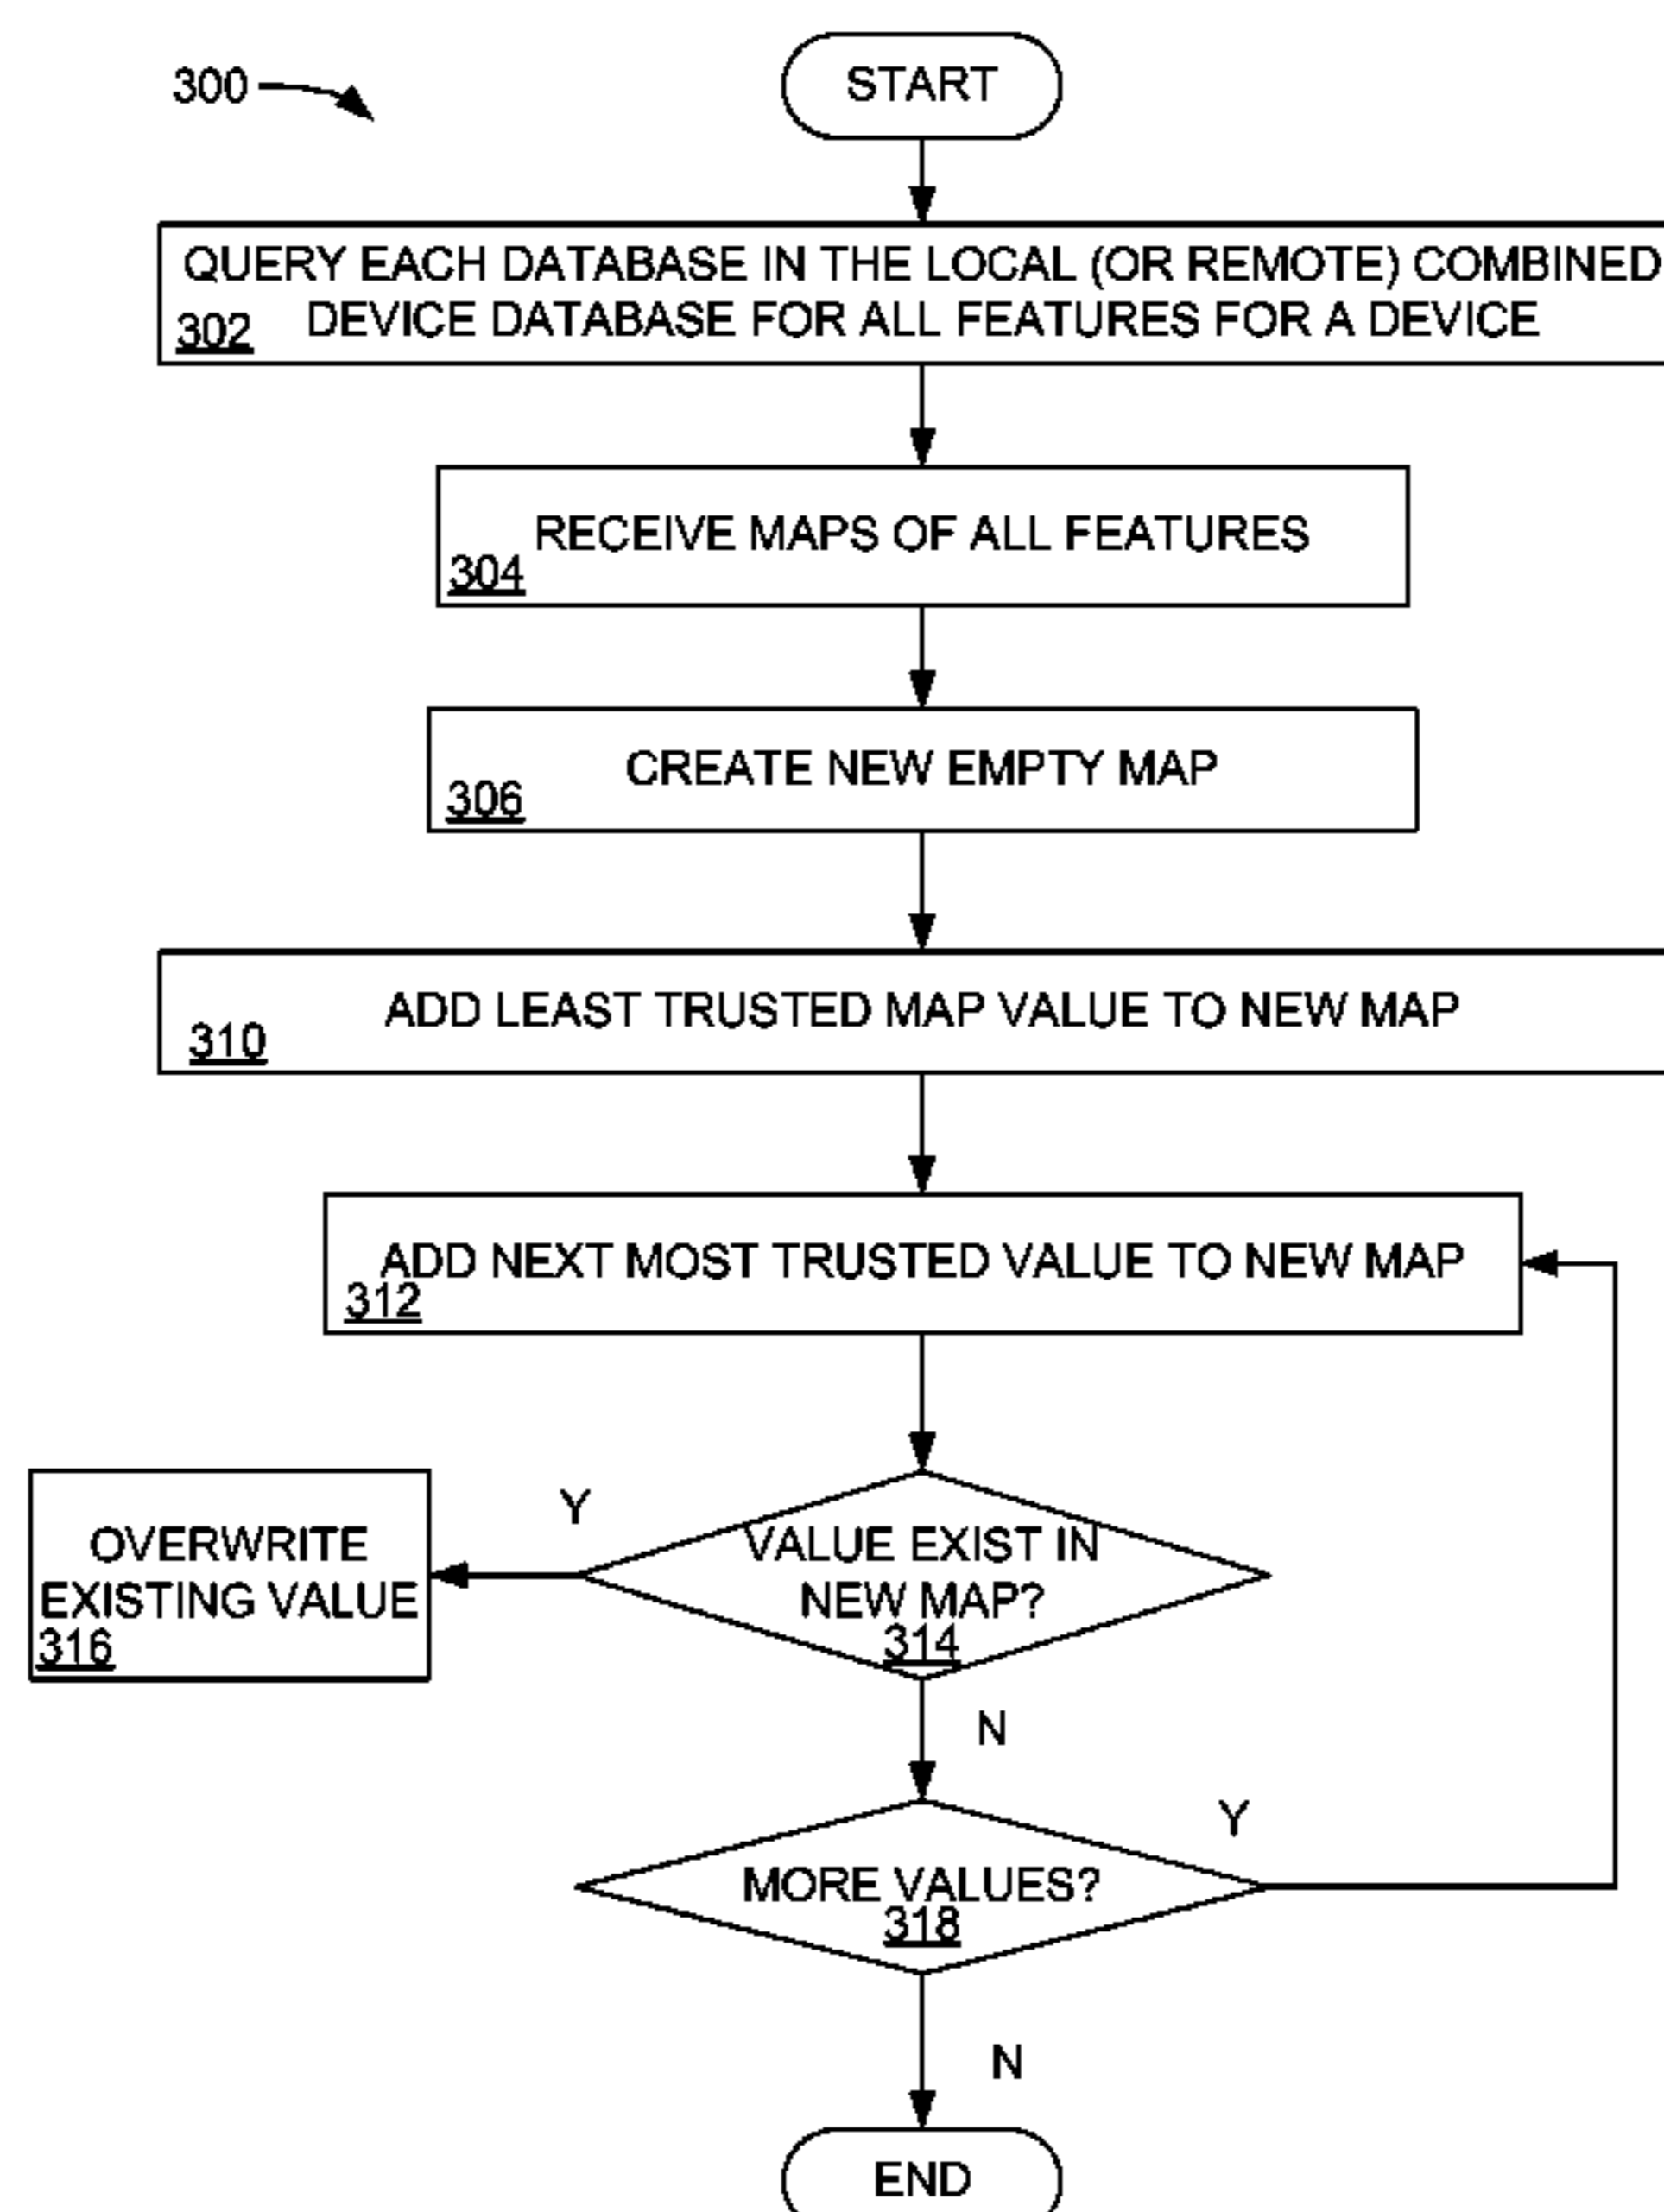 300
START
QUERY EACH DATABASE IN THE LOCAL (OR REMOTE) COMBINED
DEVICE DATABASE FOR ALL FEATURES FOR A DEVICE
302
RECEIVE MAPS OF ALL FEATURES
304
CREATE NEW EMPTY MAP
306
ADD LEAST TRUSTED MAP VALUE TO NEW MAP
310
ADD NEXT MOST TRUSTED VALUE TO NEW MAP
312
Y
VALUE EXIST IN
NEW MAP?
314
OVERWRITE
EXISTING VALUE
316
N
Y
MORE VALUES?
318
N
END